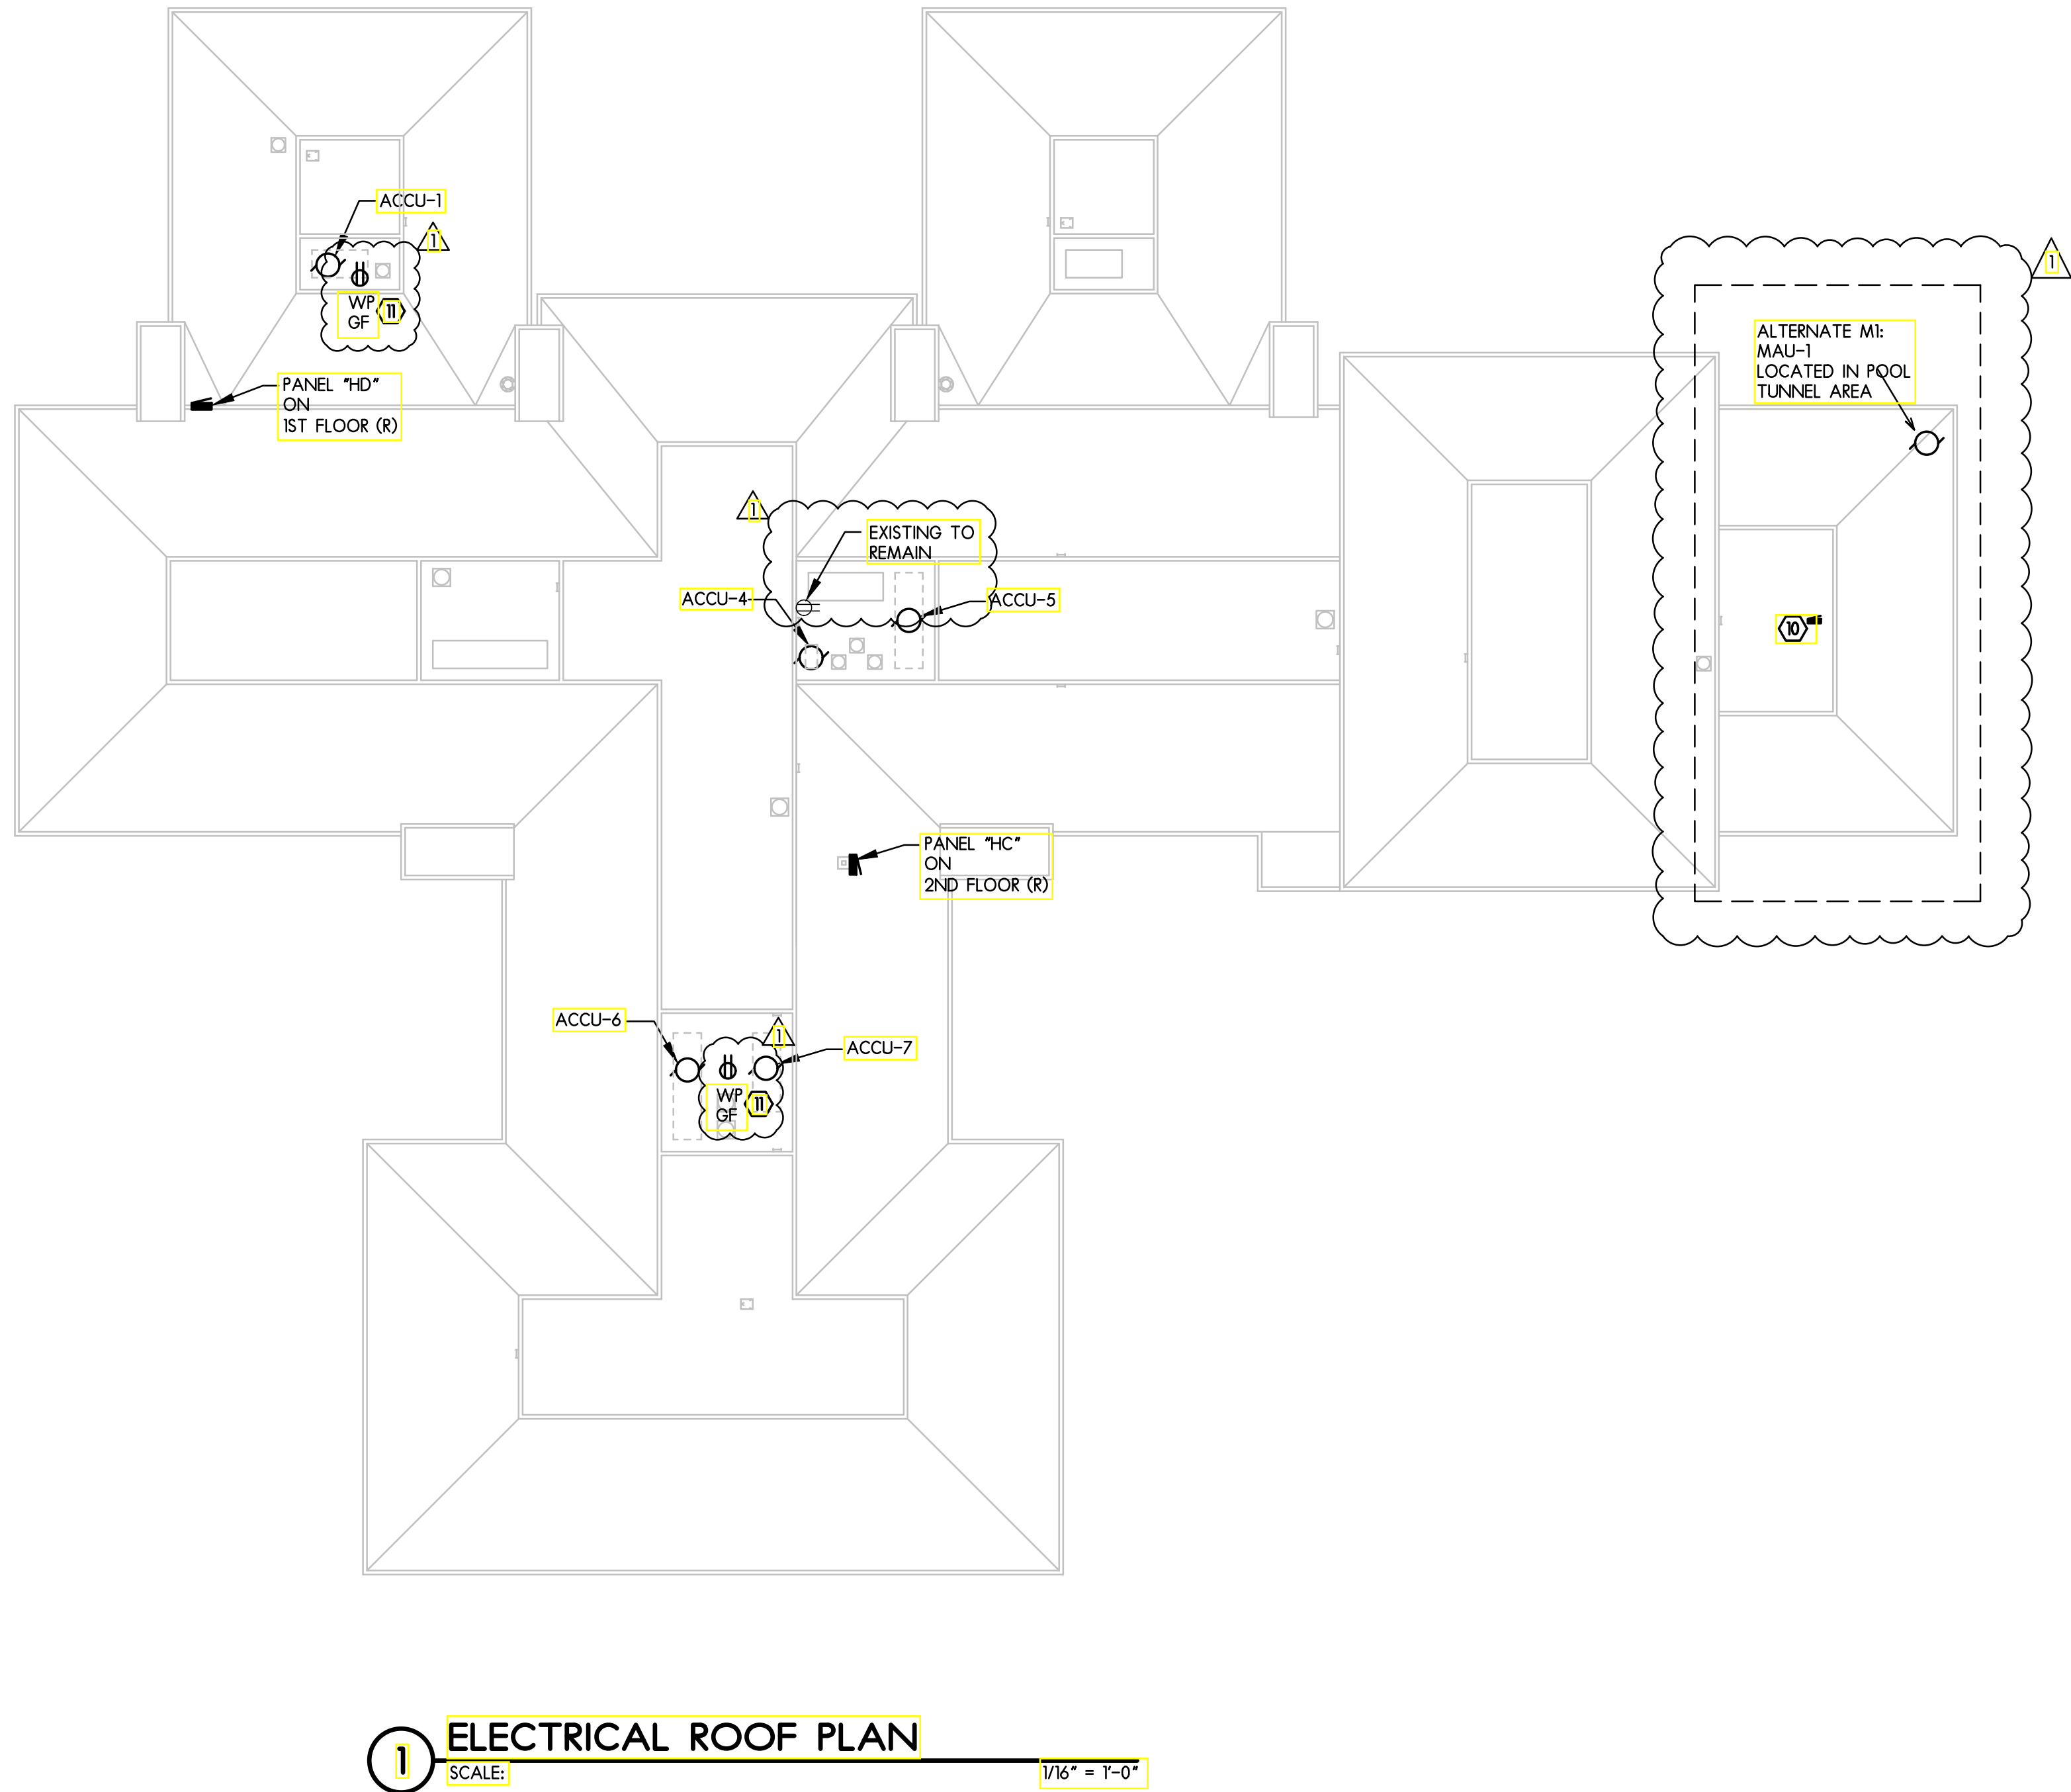 ACCU-1
1
WP
GF
11
PANEL "HD"
ON
1ST FLOOR (R)
1
ALTERNATE M1:
MAU-1
LOCATED IN POOL
TUNNEL AREA
1
EXISTING TO
REMAIN
ACCU-4
ACCU-5
10
PANEL "HC"
ON
2ND FLOOR (R)
ACCU-6
1
ACCU-7
WP
GF
11
1
ELECTRICAL ROOF PLAN
SCALE: 1/16" = 1'-0"